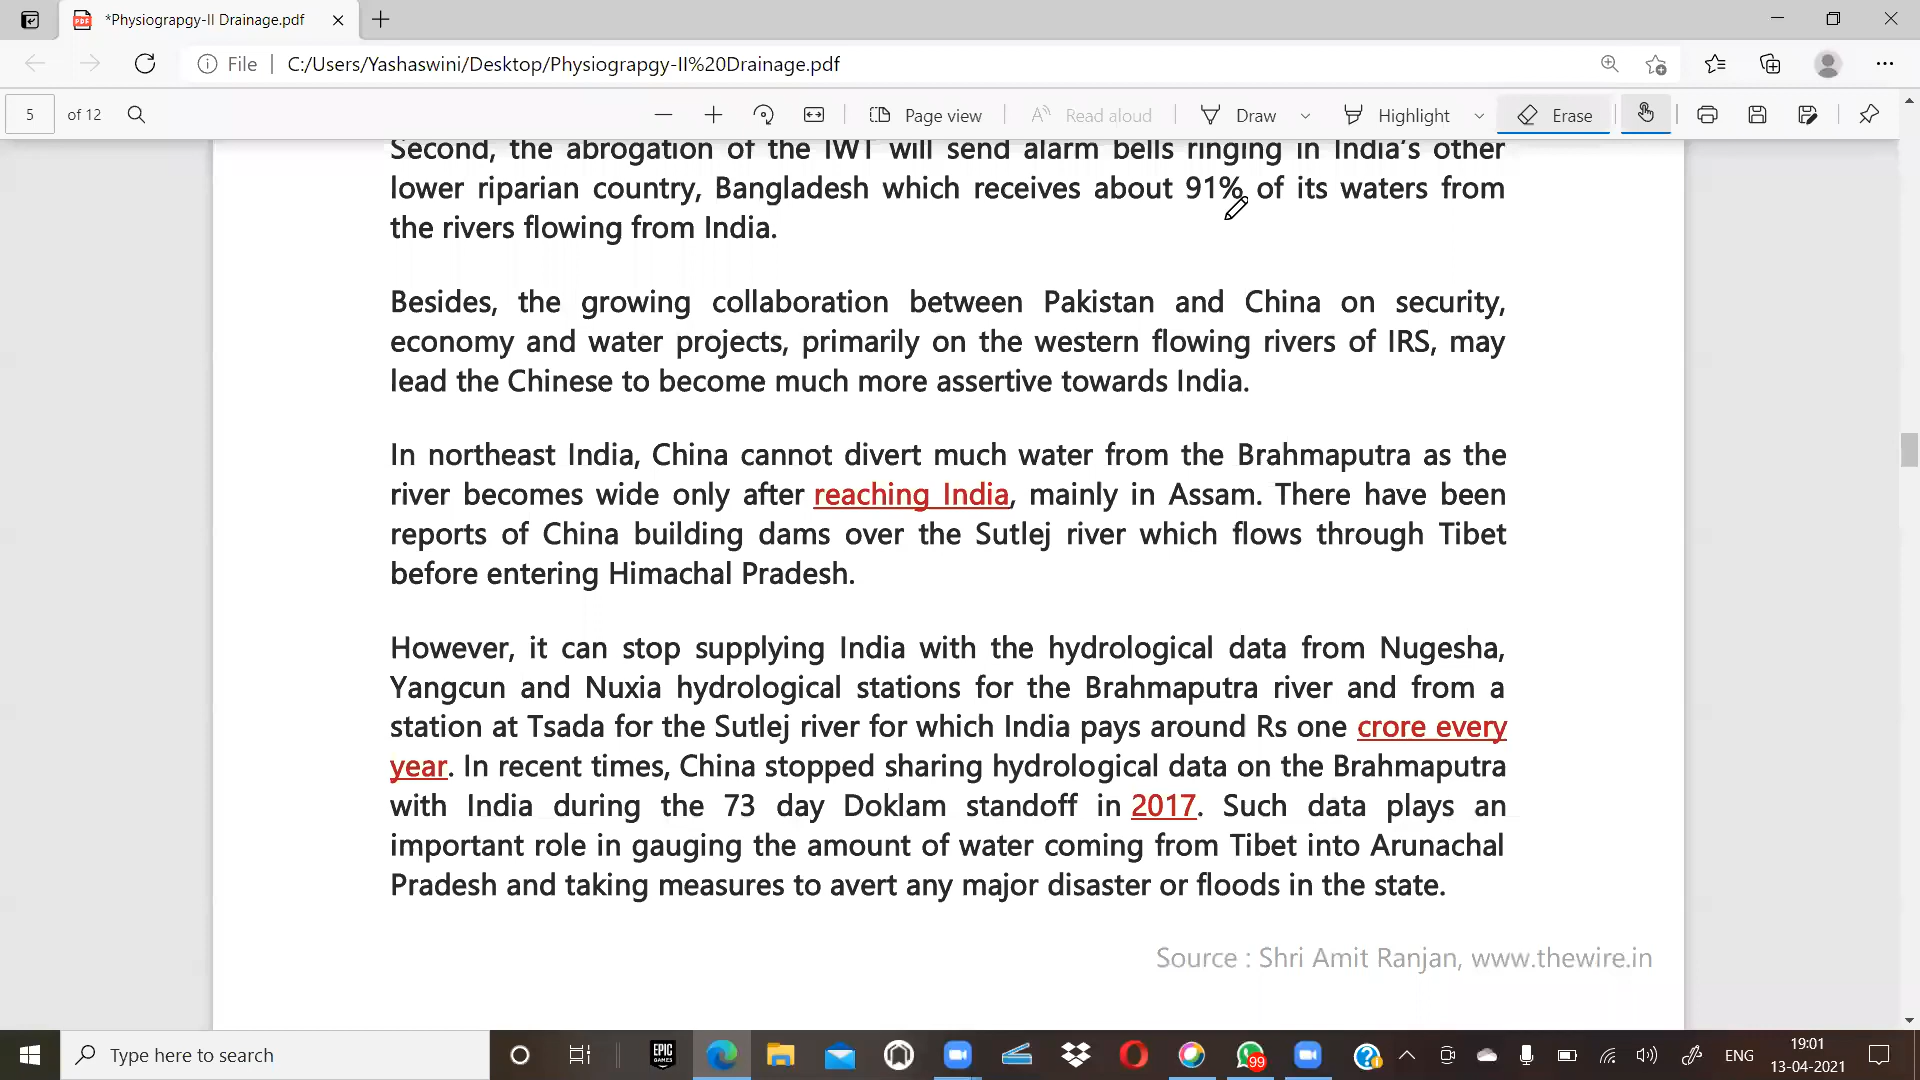 *Physiograpgy-II Drainage.pdf
File
C:/Users/Yashaswini/Desktop/Physiograpgy-II%20Drainage.pdf
5 of 12
Page view
Read aloud
Draw
Highlight
Erase
Second, the abrogation of the IWT will send alarm bells ringing in India's other
lower riparian country, Bangladesh which receives about 91% of its waters from
the rivers flowing from India.
Besides, the growing collaboration between Pakistan and China on security,
economy and water projects, primarily on the western flowing rivers of IRS, may
lead the Chinese to become much more assertive towards India.
In northeast India, China cannot divert much water from the Brahmaputra as the
river becomes wide only after reaching India, mainly in Assam. There have been
reports of China building dams over the Sutlej river which flows through Tibet
before entering Himachal Pradesh.
However, it can stop supplying India with the hydrological data from Nugesha,
Yangcun and Nuxia hydrological stations for the Brahmaputra river and from a
station at Tsada for the Sutlej river for which India pays around Rs one crore every
year. In recent times, China stopped sharing hydrological data on the Brahmaputra
with India during the 73 day Doklam standoff in 2017. Such data plays an
important role in gauging the amount of water coming from Tibet into Arunachal
Pradesh and taking measures to avert any major disaster or floods in the state.
Source : Shri Amit Ranjan, www.thewire.in
Type here to search
EPIC
GAMES
99
ENG
19:01
13-04-2021